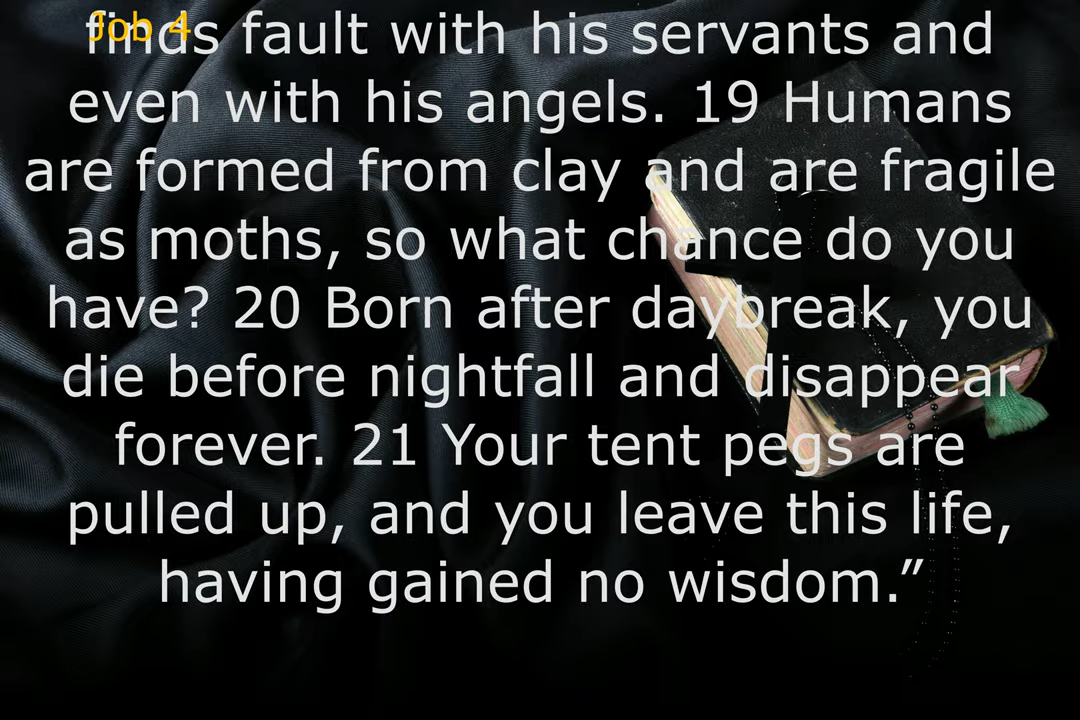 Job 4
finds fault with his servants and
even with his angels. 19 Humans
are formed from clay and are fragile
as moths, so what chance do you
have? 20 Born after daybreak, you
die before nightfall and disappear
forever. 21 Your tent pegs are
pulled up, and you leave this life,
having gained no wisdom.”